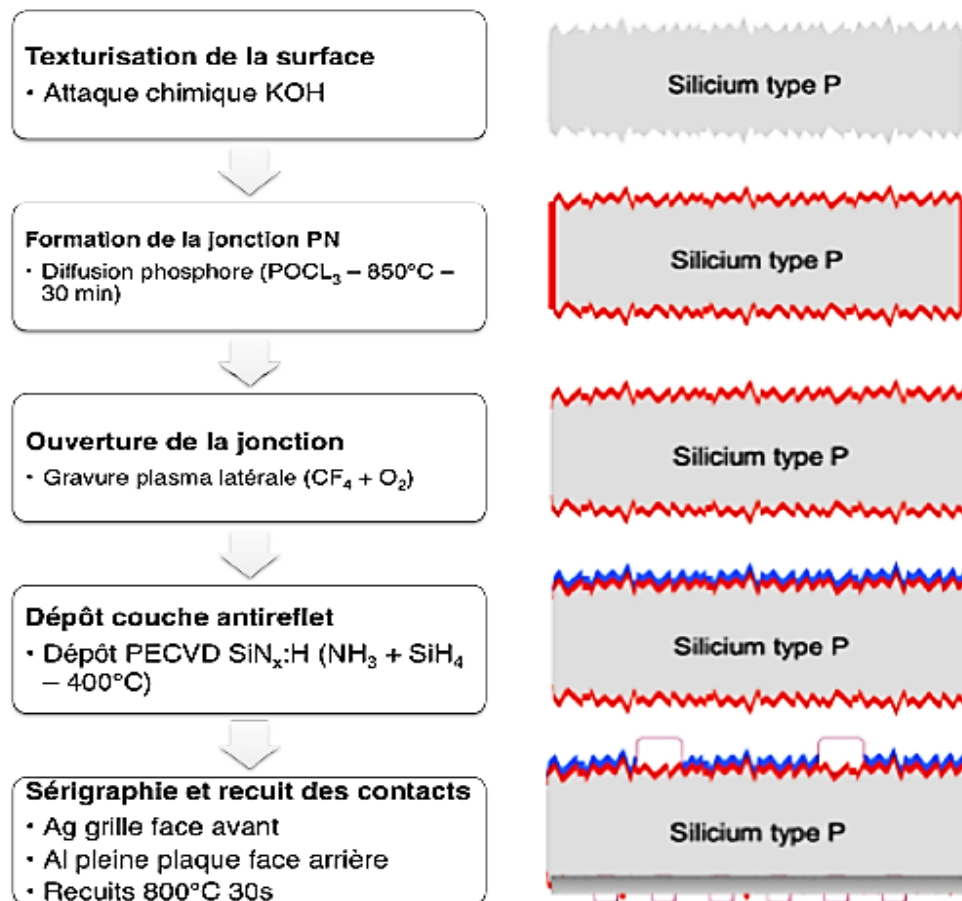 Texturisation de la surface
• Attaque chimique KOH
Silicium type P
Formation de la jonction PN
• Diffusion phosphore (POCL₃ – 850°C –
30 min)
Silicium type P
Ouverture de la jonction
• Gravure plasma latérale (CF₄ + O₂)
Silicium type P
Dépôt couche antireflet
• Dépôt PECVD SiNₓ:H (NH₃ + SiH₄
– 400°C)
Silicium type P
Sérigraphie et recuit des contacts
• Ag grille face avant
• Al pleine plaque face arrière
• Recuits 800°C 30s
Silicium type P